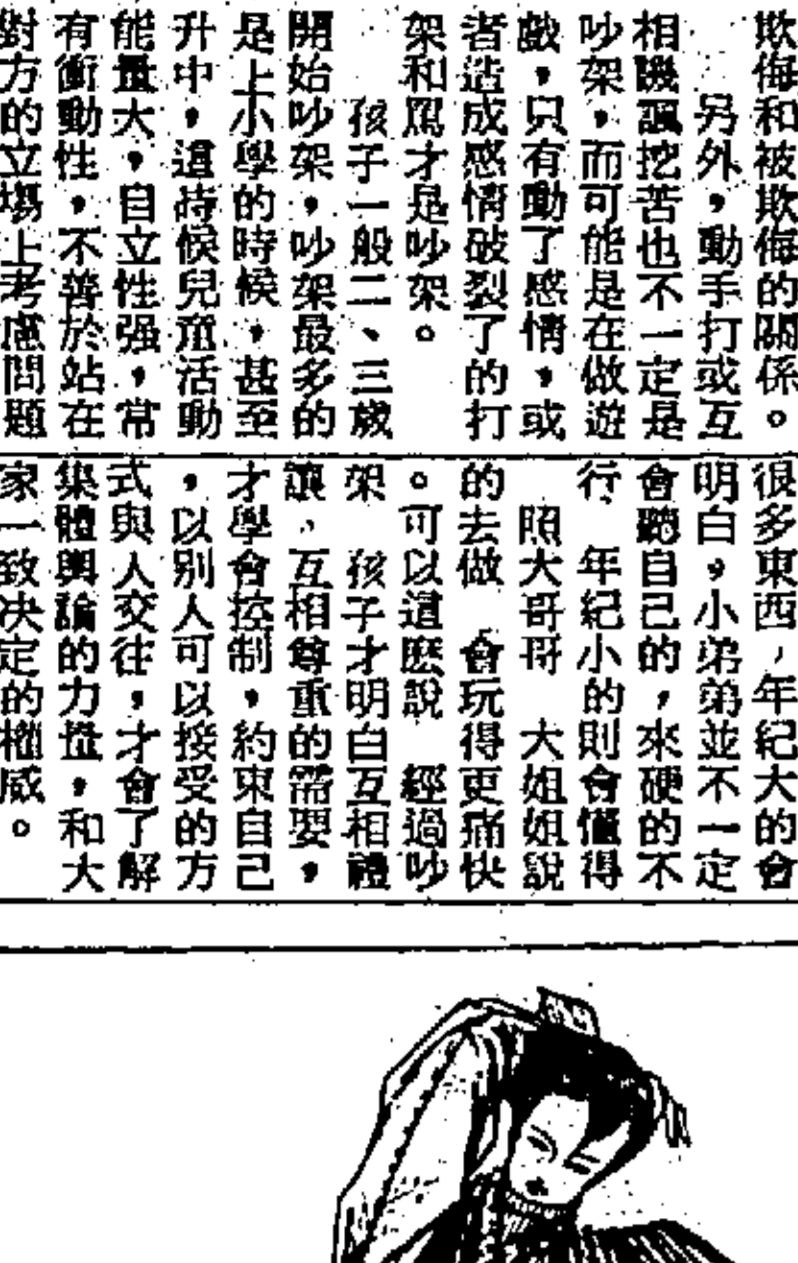 欺侮和被欺侮的關係。
另外，動手打或互
相譏諷挖苦也不一定是
吵架，而可能是在做遊
戲，只有動了感情，或
者造成感情破裂了的打
架和駡才是吵架。
孩子一般二、三歲
開始吵架，吵架最多的
是上小學的時候，甚至
升中，這時候兒童活動
能量大，自立性强，常
有衝動性，不善於站在
對方的立場上考慮問題
很多東西，年紀大的會
明白，小弟弟並不一定
會聽自己的，來硬的不
行 年紀小的則會懂得
照大哥哥 大姐姐說
的去做 會玩得更痛快
。可以這麽說 經過吵
架 孩子才明白互相禮
讓，互相尊重的需要，
才學會控制，約束自己
，以別人可以接受的方
式與人交往，才會了解
集體輿論的力量，和大
家一致決定的權威。